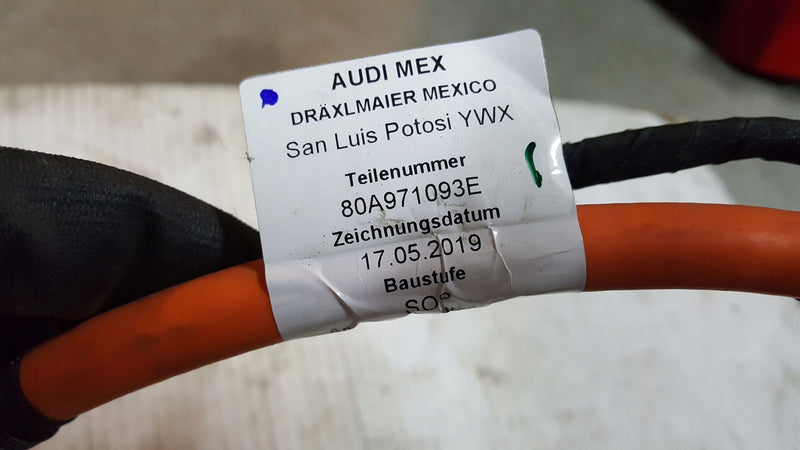 AUDI MEX
DRÄXLMAIER MEXICO
San Luis Potosi YWX
Teilenummer
80A971093E
Zeichnungsdatum
17.05.2019
Baustufe